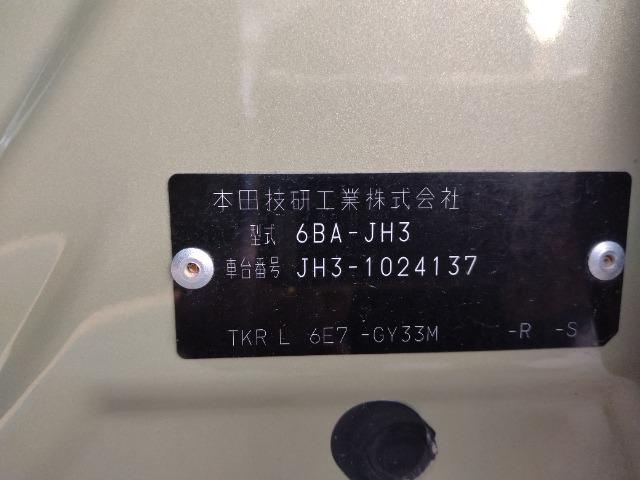 本田技研工業株式会社
型式 6BA-JH3
車台番号 JH3-1024137
TKR L 6E7 -GY33M -R -S